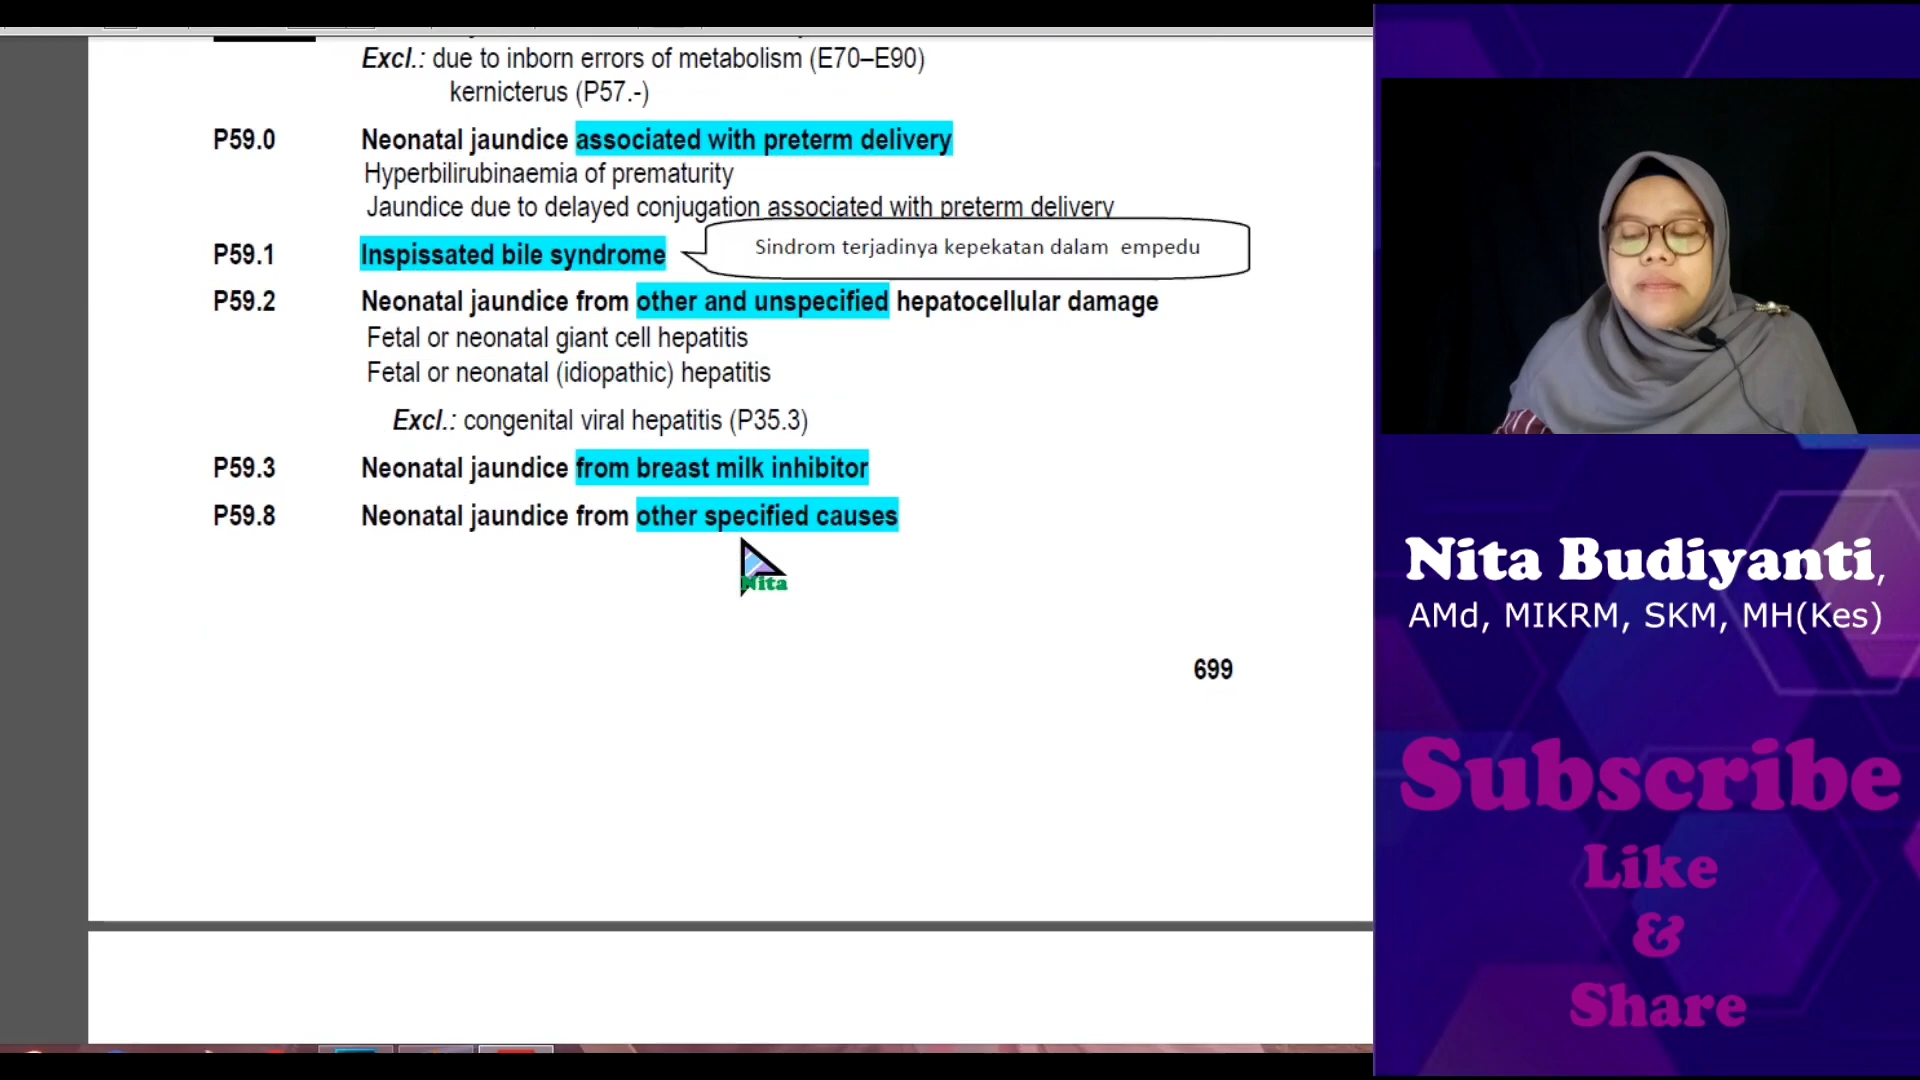 Excl.: due to inborn errors of metabolism (E70–E90)
kernicterus (P57.-)
P59.0 Neonatal jaundice associated with preterm delivery
Hyperbilirubinaemia of prematurity
Jaundice due to delayed conjugation associated with preterm delivery
P59.1 Inspissated bile syndrome
Sindrom terjadinya kepekatan dalam empedu
P59.2 Neonatal jaundice from other and unspecified hepatocellular damage
Fetal or neonatal giant cell hepatitis
Fetal or neonatal (idiopathic) hepatitis
Excl.: congenital viral hepatitis (P35.3)
P59.3 Neonatal jaundice from breast milk inhibitor
P59.8 Neonatal jaundice from other specified causes
Nita
699
Nita Budiyanti,
AMd, MIKRM, SKM, MH(Kes)
Subscribe
Like
&
Share